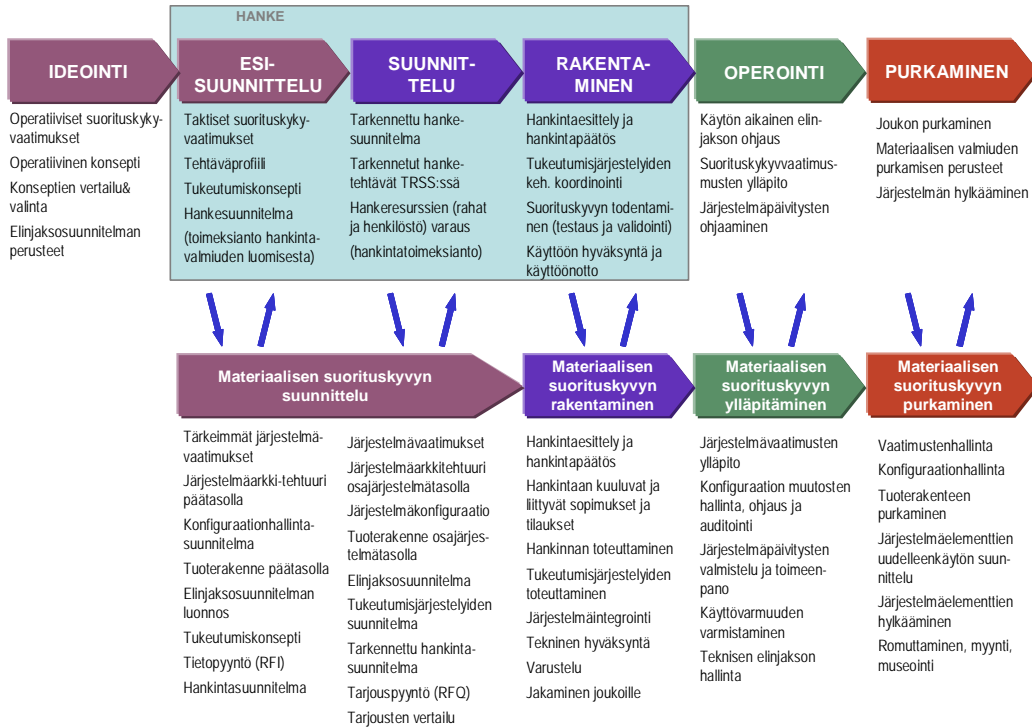 HANKE
IDEOINTI
ESI-
SUUNNITTELU
SUUNNIT-
TELU
RAKENTA-
MINEN
OPEROINTI
PURKAMINEN
Operatiiviset suorituskyky-
vaatimukset
Operatiivinen konsepti
Konseptien vertailu&
valinta
Elinjaksosuunnitelman
perusteet
Taktiset suorituskyky-
vaatimukset
Tehtäväprofiili
Tukeutumiskonsepti
Hankesuunnitelma
(toimeksianto hankinta-
valmiuden luomisesta)
Tarkennettu hanke-
suunnitelma
Tarkennetut hanke-
tehtävät TRSS:ssä
Hankeresurssien (rahat
ja henkilöstö) varaus
(hankintatoimeksianto)
Hankintaesittely ja
hankintapäätös
Tukeutumisjärjestelyiden
keh. koordinointi
Suorituskyvyn todentami-
nen (testaus ja validointi)
Käyttöön hyväksyntä ja
käyttöönotto
Käytön aikainen elin-
jakson ohjaus
Suorituskykyvvaatimus-
musten ylläpito
Järjestelmäpäivitysten
ohjaaminen
Joukon purkaminen
Materiaalisen valmiuden
purkamisen perusteet
Järjestelmän hylkääminen
Materiaalisen suorituskyvyn
suunnittelu
Materiaalisen
suorituskyvyn
rakentaminen
Materiaalisen
suorituskyvyn
ylläpitäminen
Materiaalisen
suorituskyvyn
purkaminen
Tärkeimmät järjestelmä-
vaatimukset
Järjestelmäarkki-tehtuuri
päätasolla
Konfiguraationhallinta-
suunnitelma
Tuoterakenne päätasolla
Elinjaksosuunnitelman
luonnos
Tukeutumiskonsepti
Tietopyyntö (RFI)
Hankintasuunnitelma
Järjestelmävaatimukset
Järjestelmäarkkitehtuuri
osajärjestelmätasolla
Järjestelmäkonfiguraatio
Tuoterakenne osajärjes-
telmätasolla
Elinjaksosuunnitelma
Tukeutumisjärjestelyiden
suunnitelma
Tarkennettu hankinta-
suunnitelma
Tarjouspyyntö (RFQ)
Tarjousten vertailu
Hankintaesittely ja
hankintapäätös
Hankintaan kuuluvat ja
liittyvät sopimukset ja
tilaukset
Hankinnan toteuttaminen
Tukeutumisjärjestelyiden
toteuttaminen
Järjestelmäintegrointi
Tekninen hyväksyntä
Varustelu
Jakaminen joukoille
Järjestelmävaatimusten
ylläpito
Konfiguraation muutosten
hallinta, ohjaus ja
auditointi
Järjestelmäpäivitysten
valmistelu ja toimeen-
pano
Käyttövarmuuden
varmistaminen
Teknisen elinjakson
hallinta
Vaatimustenhallinta
Konfiguraationhallinta
Tuoterakenteen
purkaminen
Järjestelmäelementtien
uudelleenkäytön suun-
nittelu
Järjestelmäelementtien
hylkääminen
Romuttaminen, myynti,
museointi